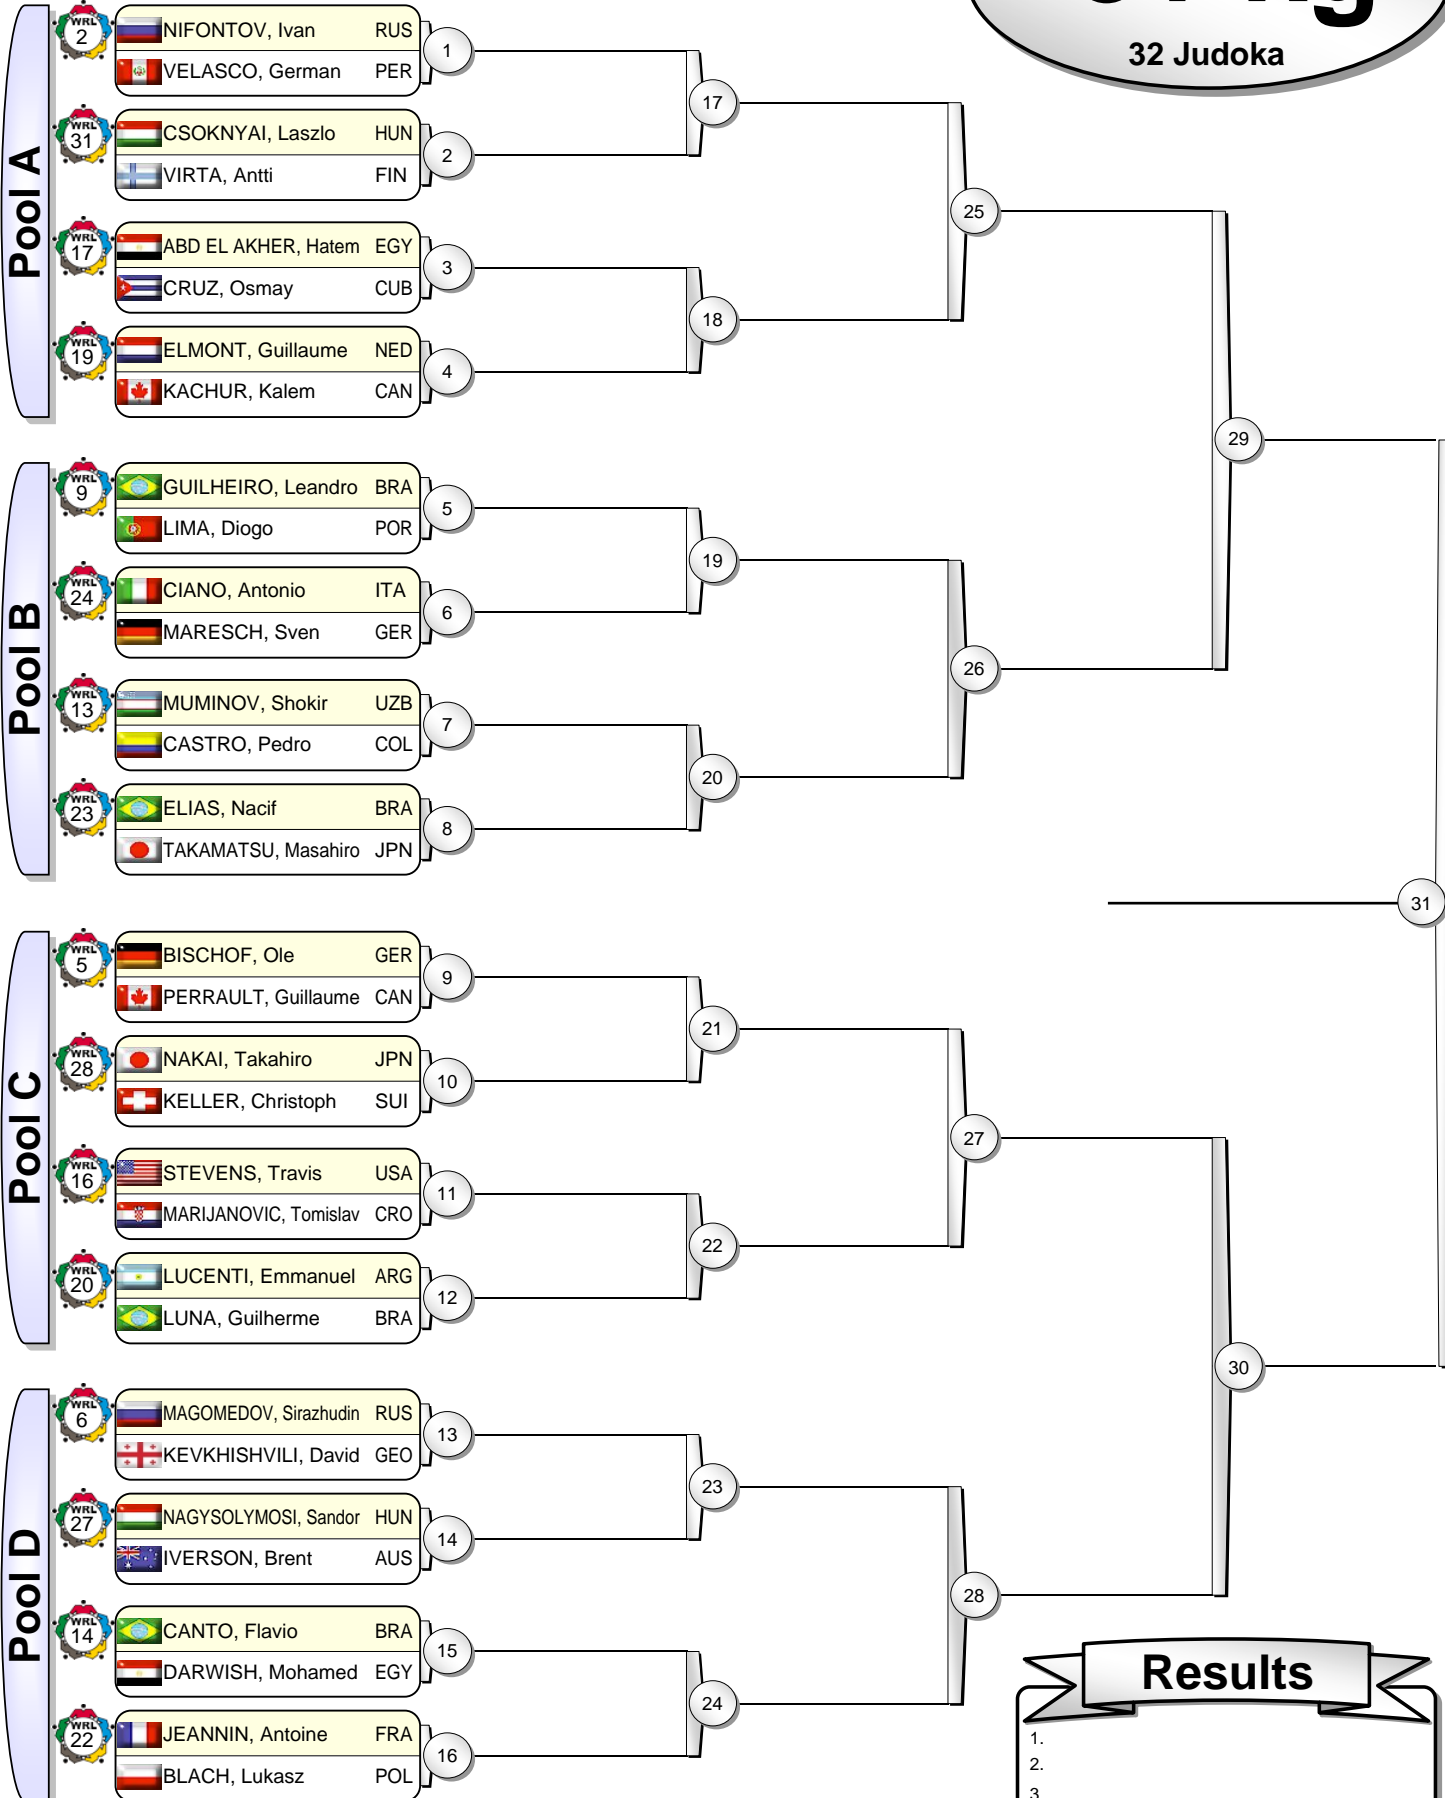 32 Judoka
Pool A
WRL 2
NIFONTOV, Ivan RUS
VELASCO, German PER
1
WRL 31
CSOKNYAI, Laszlo HUN
VIRTA, Antti FIN
2
17
WRL 17
ABD EL AKHER, Hatem EGY
CRUZ, Osmay CUB
3
WRL 19
ELMONT, Guillaume NED
KACHUR, Kalem CAN
4
18
25
Pool B
WRL 9
GUILHEIRO, Leandro BRA
LIMA, Diogo POR
5
WRL 24
CIANO, Antonio ITA
MARESCH, Sven GER
6
19
WRL 13
MUMINOV, Shokir UZB
CASTRO, Pedro COL
7
WRL 23
ELIAS, Nacif BRA
TAKAMATSU, Masahiro JPN
8
20
26
29
31
Pool C
WRL 5
BISCHOF, Ole GER
PERRAULT, Guillaume CAN
9
WRL 28
NAKAI, Takahiro JPN
KELLER, Christoph SUI
10
21
WRL 16
STEVENS, Travis USA
MARIJANOVIC, Tomislav CRO
11
WRL 20
LUCENTI, Emmanuel ARG
LUNA, Guilherme BRA
12
22
27
Pool D
WRL 6
MAGOMEDOV, Sirazhudin RUS
KEVKHISHVILI, David GEO
13
WRL 27
NAGYSOLYMOSI, Sandor HUN
IVERSON, Brent AUS
14
23
WRL 14
CANTO, Flavio BRA
DARWISH, Mohamed EGY
15
WRL 22
JEANNIN, Antoine FRA
BLACH, Lukasz POL
16
24
28
30
Results
1.
2.
3